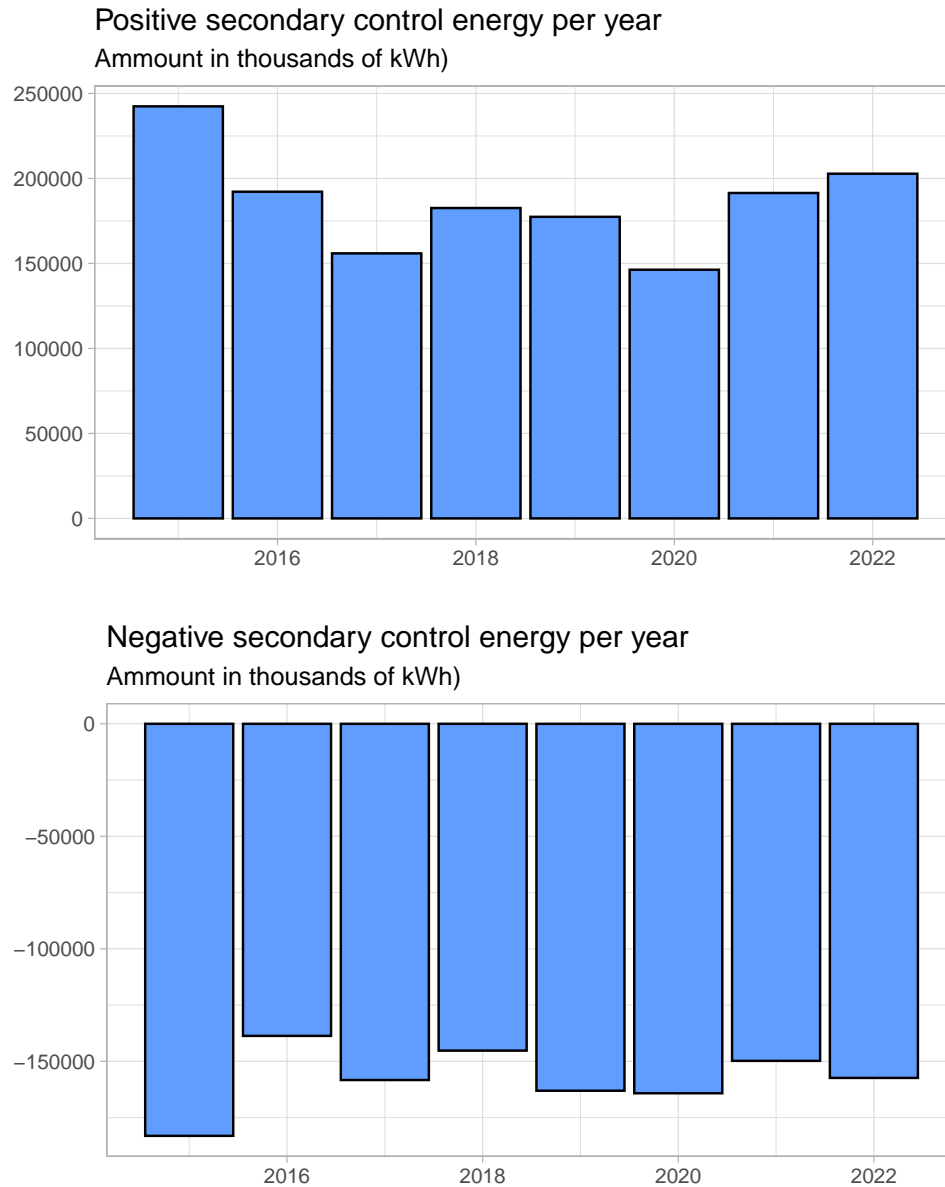 Positive secondary control energy per year
Ammount in thousands of kWh)
250000
200000
150000
100000
50000
0
2016 2018 2020 2022
Negative secondary control energy per year
Ammount in thousands of kWh)
0
−50000
−100000
−150000
2016 2018 2020 2022